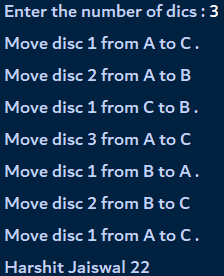 Enter the number of dics : 3
Move disc 1 from A to C .
Move disc 2 from A to B
Move disc 1 from C to B .
Move disc 3 from A to C
Move disc 1 from B to A .
Move disc 2 from B to C
Move disc 1 from A to C .
Harshit Jaiswal 22